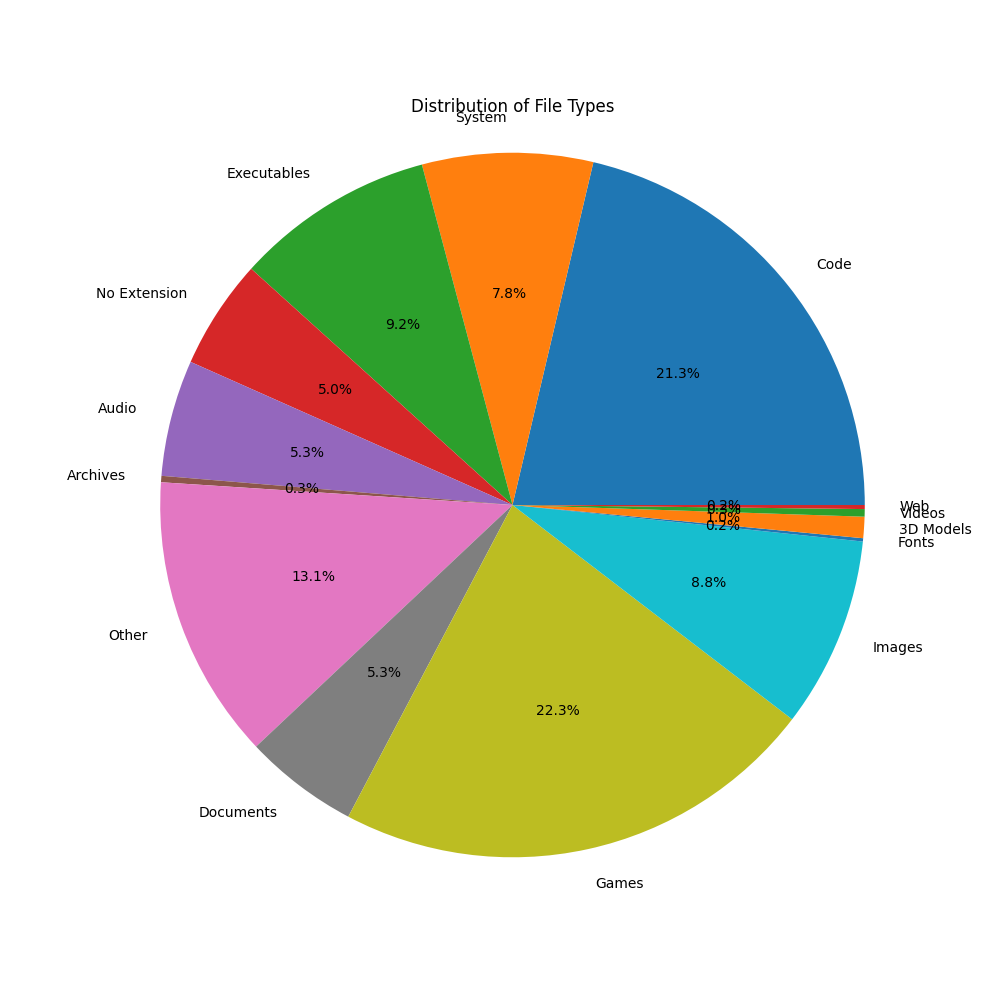 Distribution of File Types
System
Executables
Code
No Extension
7.8%
9.2%
21.3%
5.0%
Audio
5.3%
Archives
0.3%
Web
Videos
1.0%
3D Models
0.2%
Fonts
13.1%
8.8%
Other
Images
5.3%
22.3%
Documents
Games